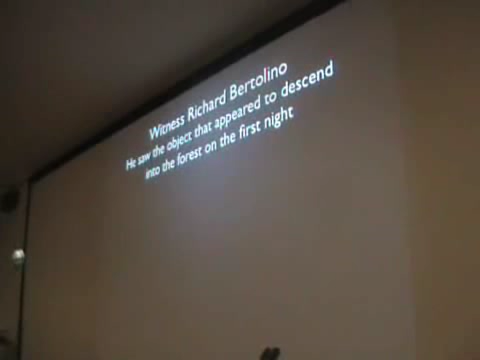 Witness Richard Bertolino
He saw the object that appeared to descend
into the forest on the first night